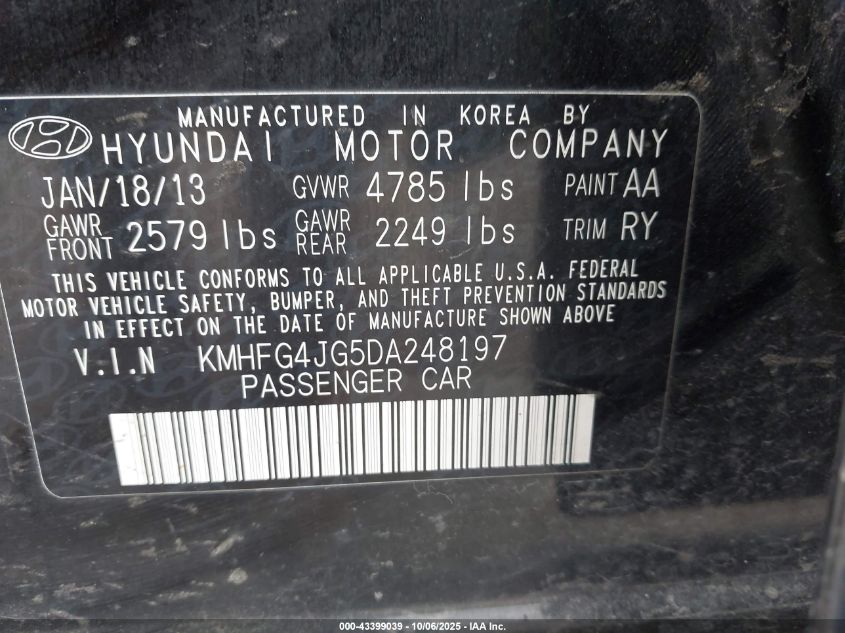 MANUFACTURED IN KOREA BY
HYUNDAI MOTOR COMPANY
JAN/18/13 GVWR 4785 lbs PAINT AA
GAWR FRONT 2579 lbs GAWR REAR 2249 lbs TRIM RY
THIS VEHICLE CONFORMS TO ALL APPLICABLE U.S.A. FEDERAL
MOTOR VEHICLE SAFETY, BUMPER, AND THEFT PREVENTION STANDARDS
IN EFFECT ON THE DATE OF MANUFACTURE SHOWN ABOVE
V.I.N KMHFG4JG5DA248197
PASSENGER CAR
000-43399039 - 10/06/2025 - IAA Inc.